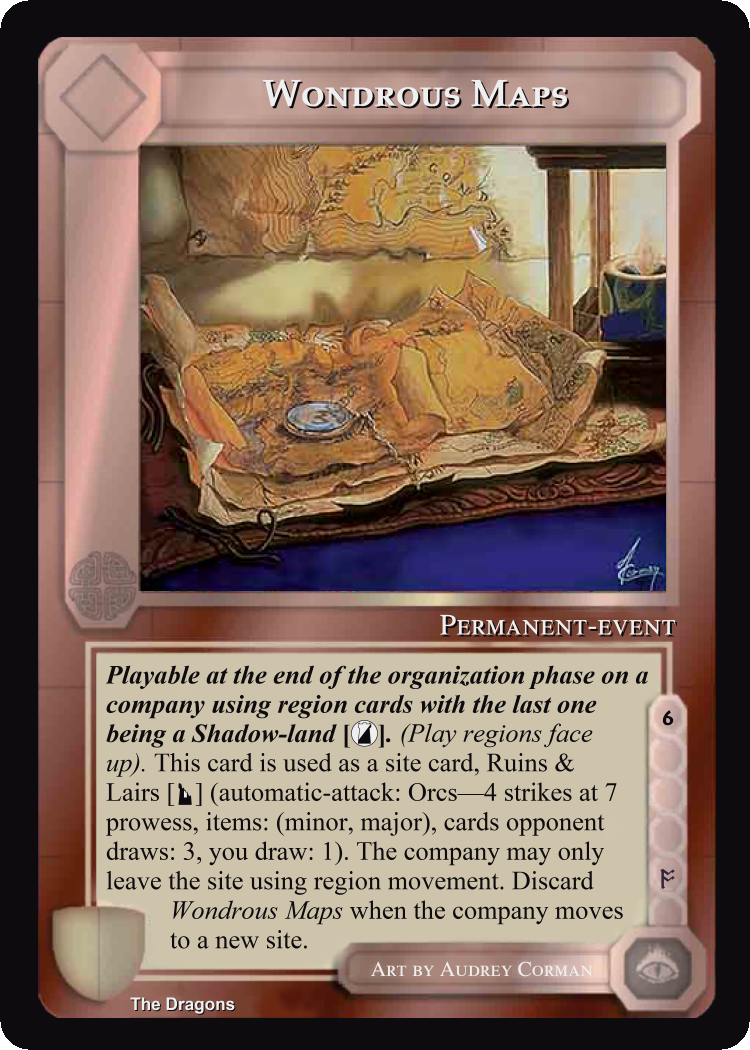 Wondrous Maps
GOND
Permanent-event
Playable at the end of the organization phase on a
company using region cards with the last one
being a Shadow-land [ ]. (Play regions face
up). This card is used as a site card, Ruins &
Lairs [ ] (automatic-attack: Orcs—4 strikes at 7
prowess, items: (minor, major), cards opponent
draws: 3, you draw: 1). The company may only
leave the site using region movement. Discard
Wondrous Maps when the company moves
to a new site.
6
Art by Audrey Corman
The Dragons